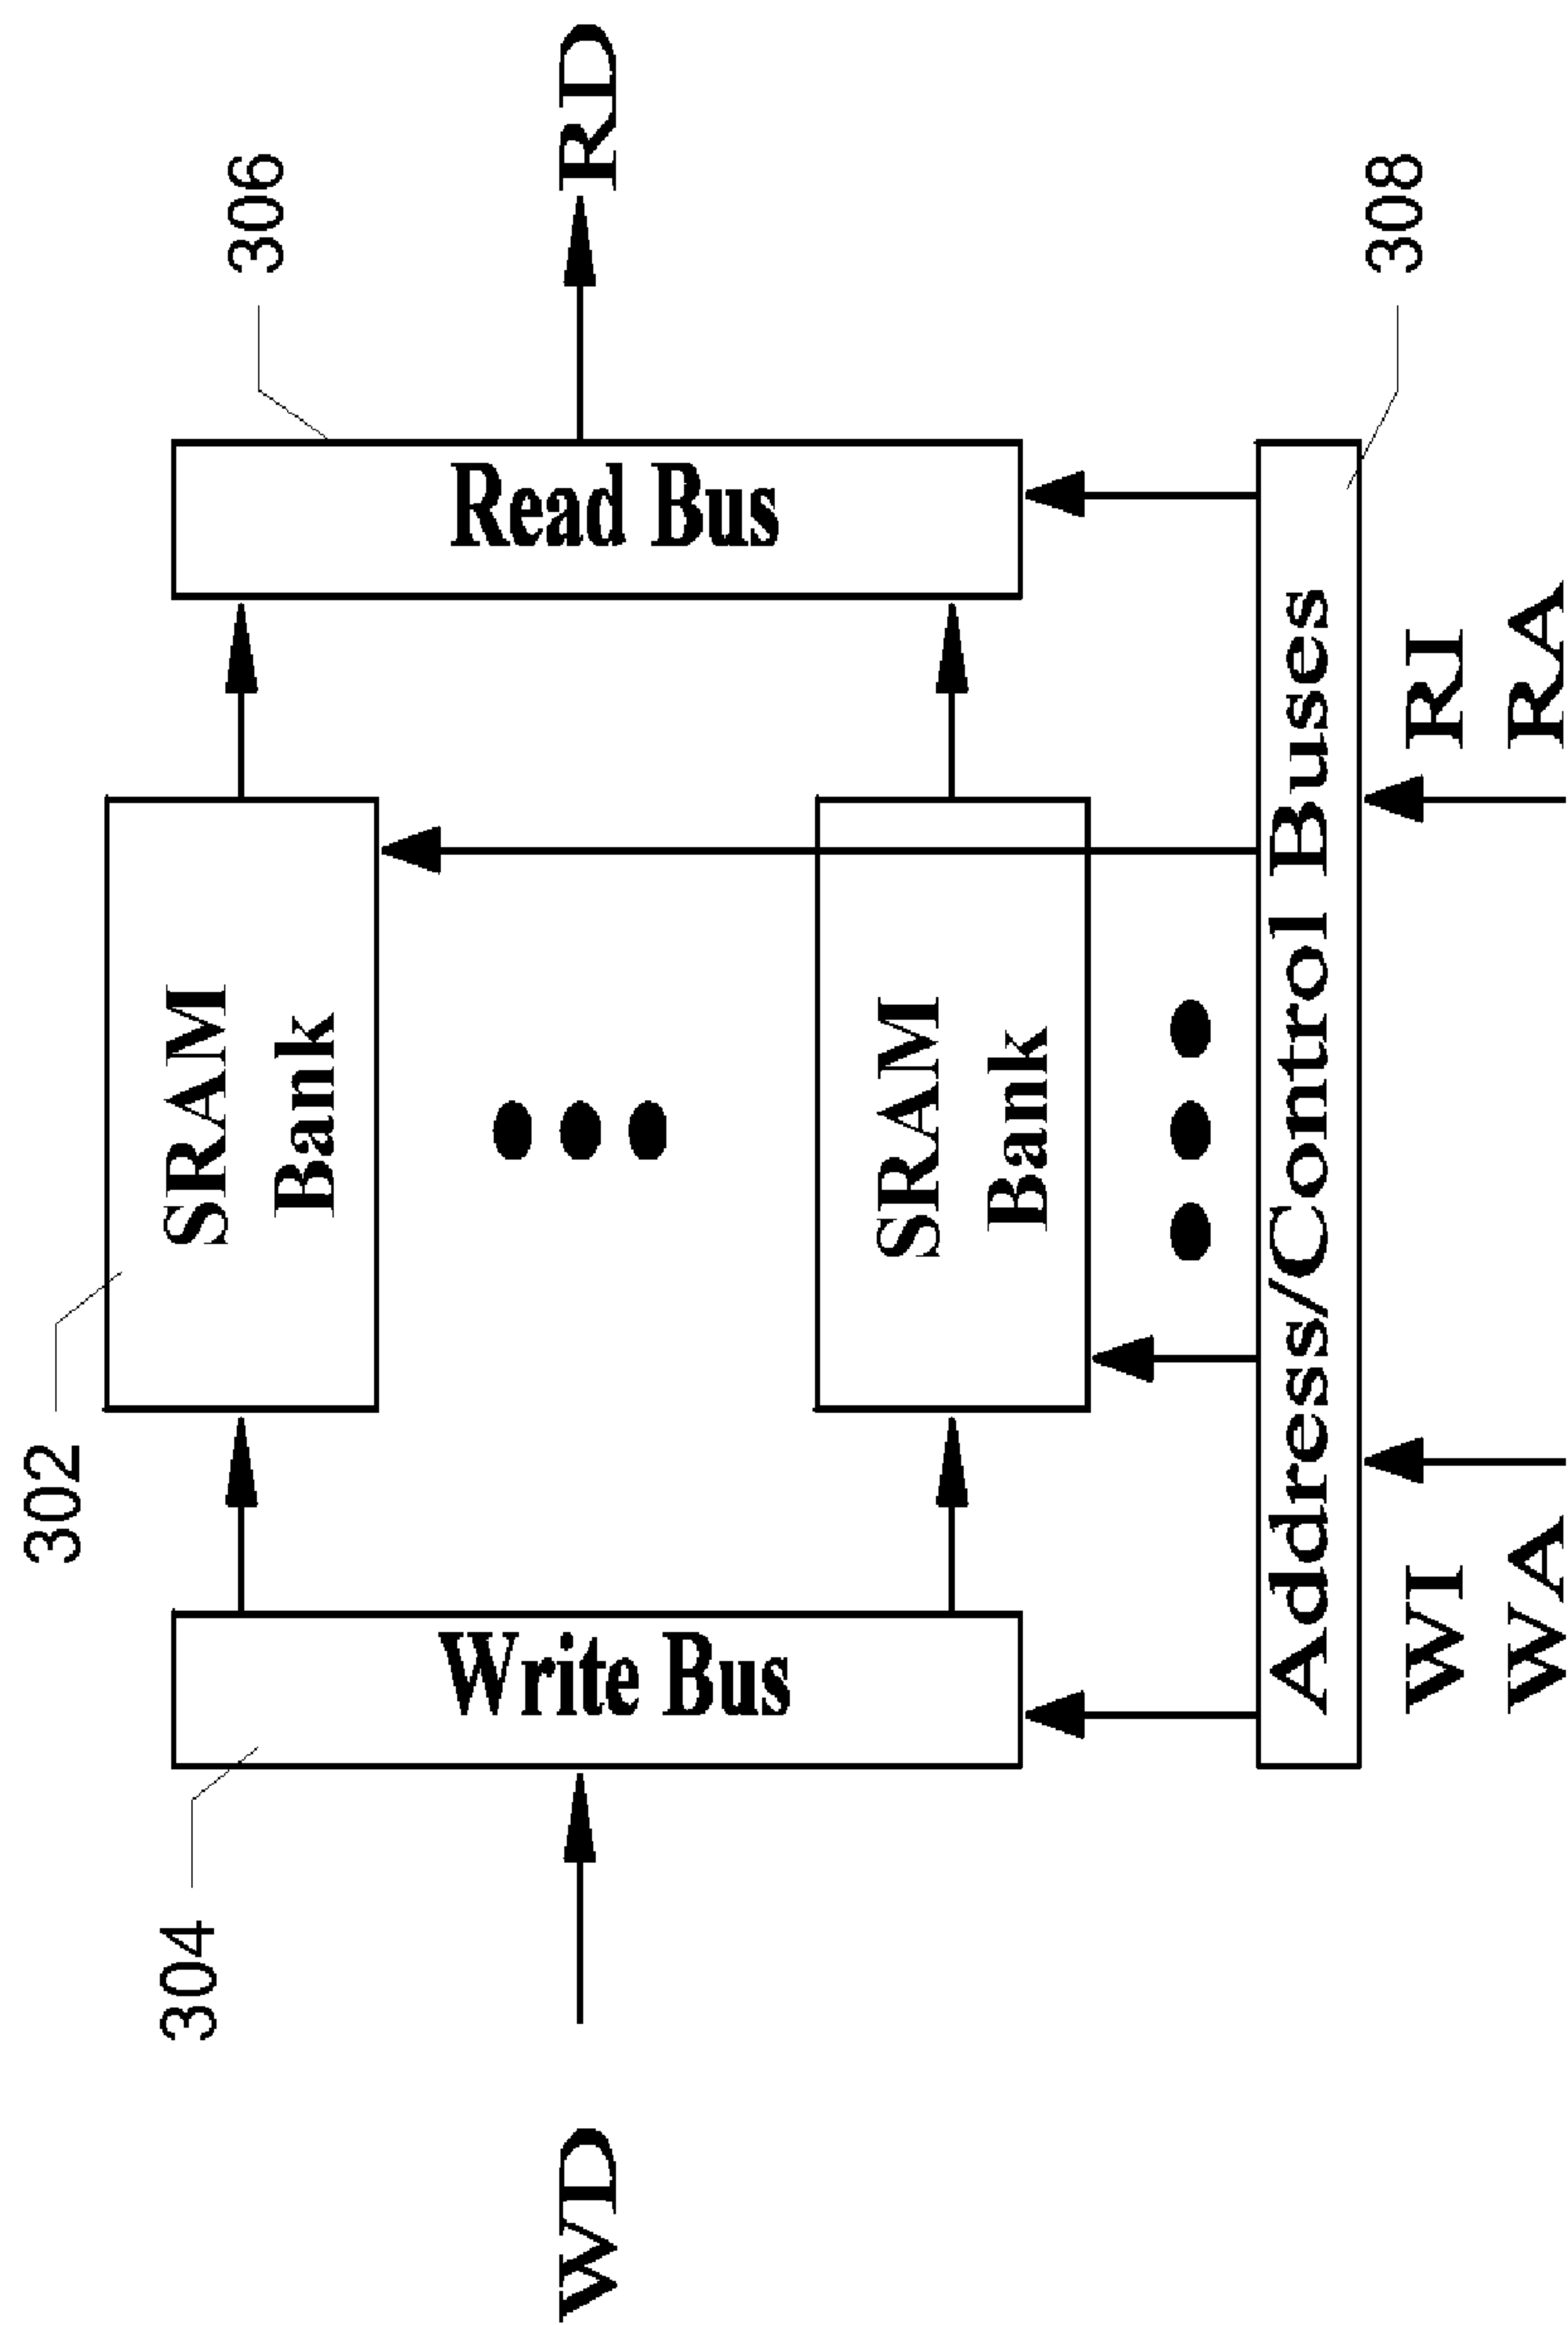 302
304
306
308
SRAM
Bank
Write Bus
Read Bus
WD
RD
SRAM
Bank
Address/Control Buses
WI
WA
RI
RA